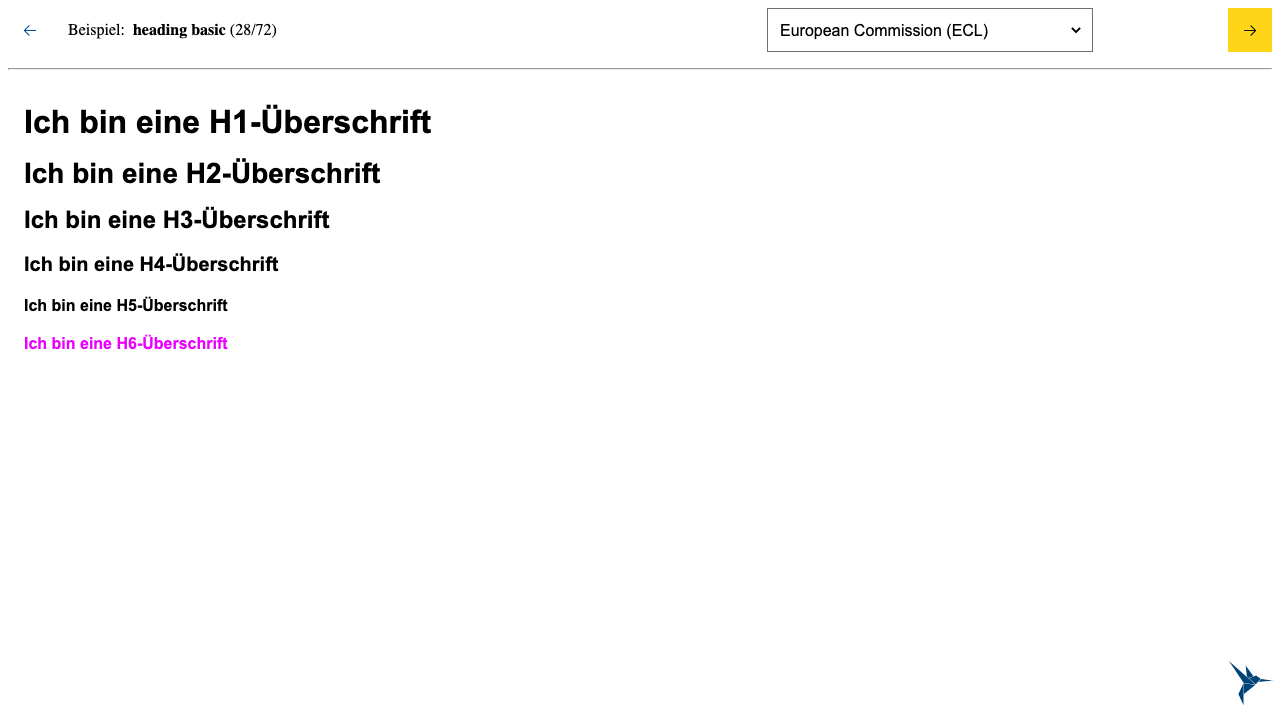 Beispiel: heading basic (28/72)
European Commission (ECL)
Ich bin eine H1-Überschrift
Ich bin eine H2-Überschrift
Ich bin eine H3-Überschrift
Ich bin eine H4-Überschrift
Ich bin eine H5-Überschrift
Ich bin eine H6-Überschrift